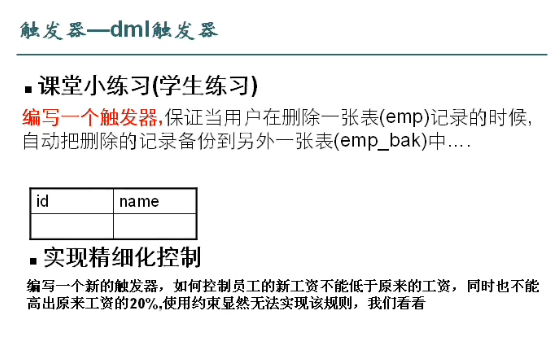 触发器—dml触发器
课堂小练习(学生练习)
编写一个触发器,保证当用户在删除一张表(emp)记录的时候,
自动把删除的记录备份到另外一张表(emp_bak)中….
id name
实现精细化控制
编写一个新的触发器，如何控制员工的新工资不能低于原来的工资，同时也不能
高出原来工资的20%,使用约束显然无法实现该规则，我们看看